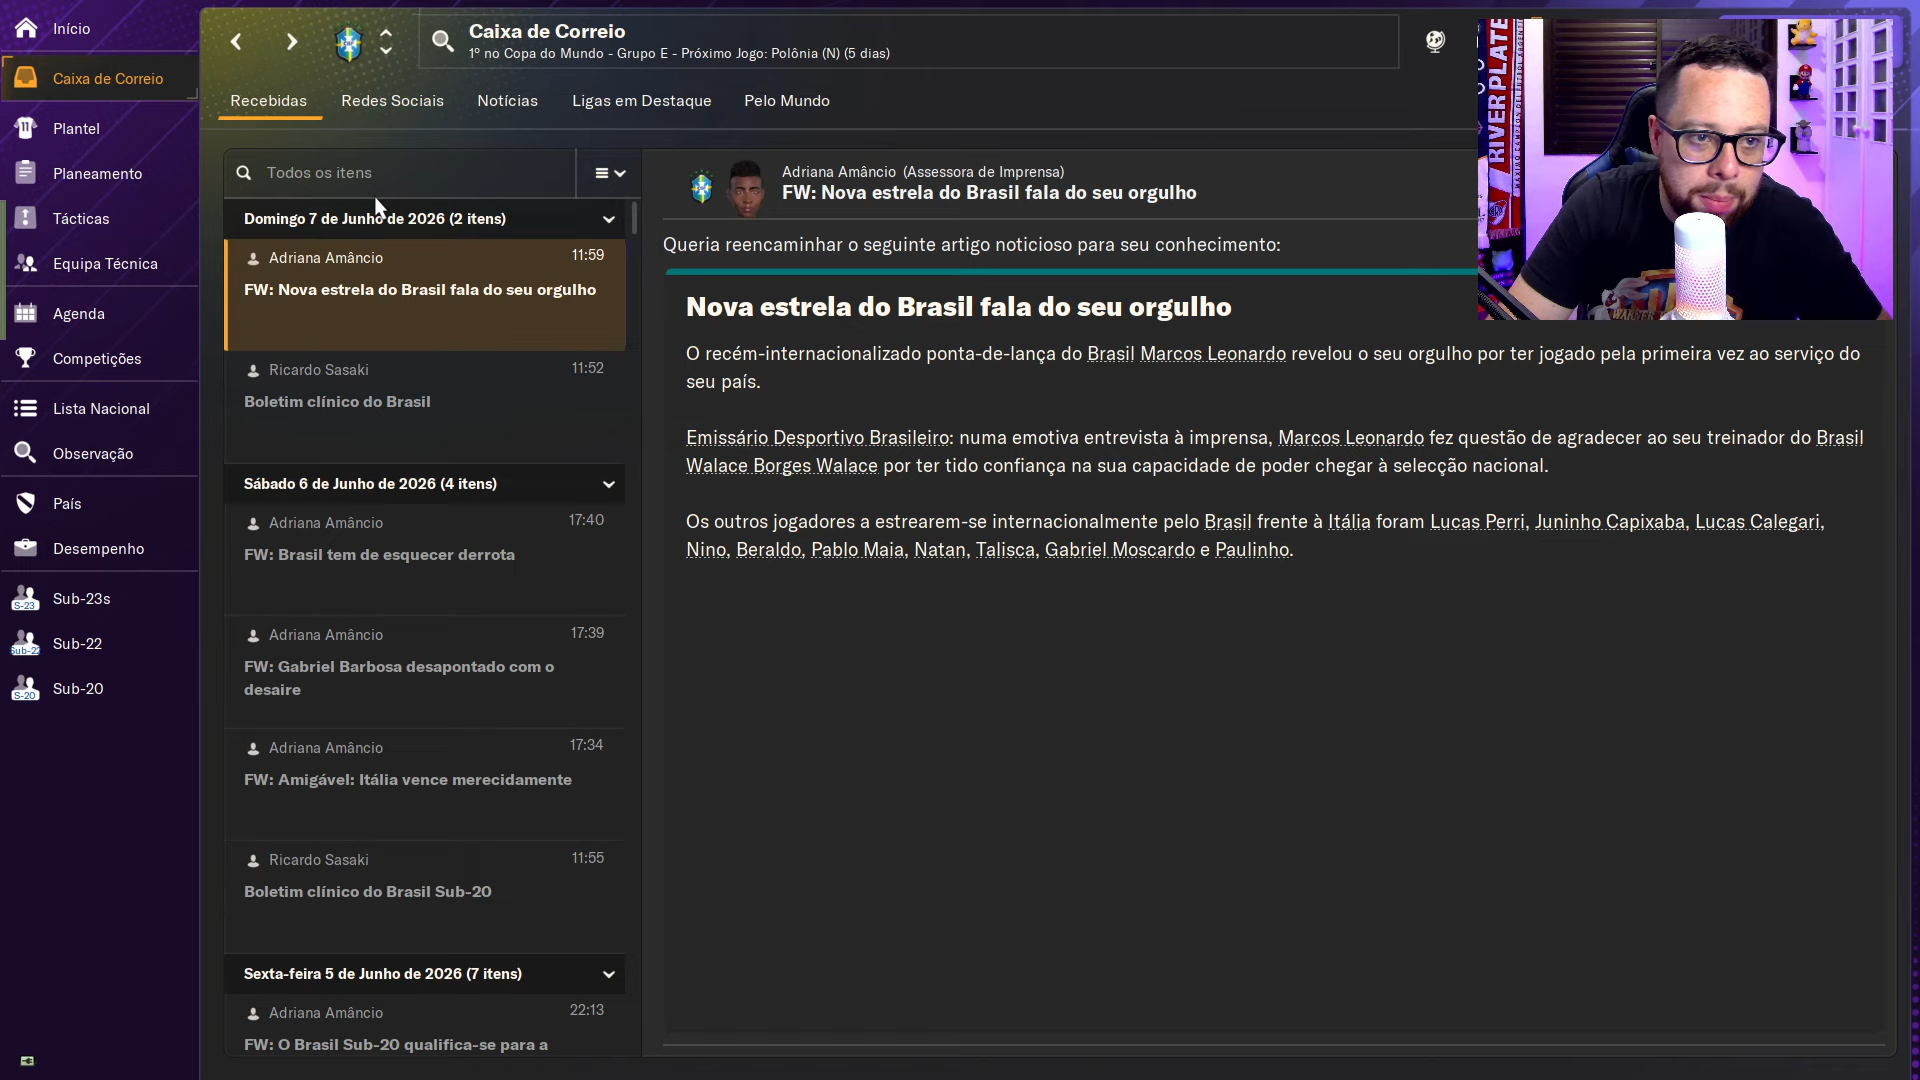 Início
Caixa de Correio
Plantel
Planeamento
Tácticas
Equipa Técnica
Agenda
Competições
Lista Nacional
Observação
País
Desempenho
S-23
Sub-23s
Sub-22
Sub-22
S-20
Sub-20
Caixa de Correio
1º no Copa do Mundo - Grupo E - Próximo Jogo: Polônia (N) (5 dias)
Recebidas
Redes Sociais
Notícias
Ligas em Destaque
Pelo Mundo
Todos os itens
Domingo 7 de Junho de 2026 (2 itens)
Adriana Amâncio 11:59
FW: Nova estrela do Brasil fala do seu orgulho
Ricardo Sasaki 11:52
Boletim clínico do Brasil
Sábado 6 de Junho de 2026 (4 itens)
Adriana Amâncio 17:40
FW: Brasil tem de esquecer derrota
Adriana Amâncio 17:39
FW: Gabriel Barbosa desapontado com o
desaire
Adriana Amâncio 17:34
FW: Amigável: Itália vence merecidamente
Ricardo Sasaki 11:55
Boletim clínico do Brasil Sub-20
Sexta-feira 5 de Junho de 2026 (7 itens)
Adriana Amâncio 22:13
FW: O Brasil Sub-20 qualifica-se para a
Adriana Amâncio (Assessora de Imprensa)
FW: Nova estrela do Brasil fala do seu orgulho
Queria reencaminhar o seguinte artigo noticioso para seu conhecimento:
Nova estrela do Brasil fala do seu orgulho
O recém-internacionalizado ponta-de-lança do Brasil Marcos Leonardo revelou o seu orgulho por ter jogado pela primeira vez ao serviço do
seu país.
Emissário Desportivo Brasileiro: numa emotiva entrevista à imprensa, Marcos Leonardo fez questão de agradecer ao seu treinador do Brasil
Walace Borges Walace por ter tido confiança na sua capacidade de poder chegar à selecção nacional.
Os outros jogadores a estrearem-se internacionalmente pelo Brasil frente à Itália foram Lucas Perri, Juninho Capixaba, Lucas Calegari,
Nino, Beraldo, Pablo Maia, Natan, Talisca, Gabriel Moscardo e Paulinho.
RIVER PLATE